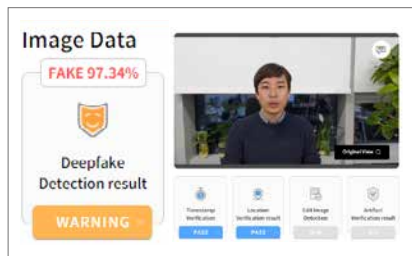 Image Data
FAKE 97.34%
Deepfake
Detection result
WARNING
Original View
Timestamp
Verification
PASS
Location
Verification result
PASS
Edit Image
Detection
Artifact
Verification result